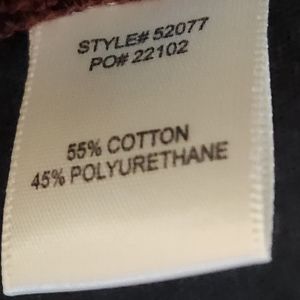 STYLE# 52077
PO# 22102
55% COTTON
45% POLYURETHANE